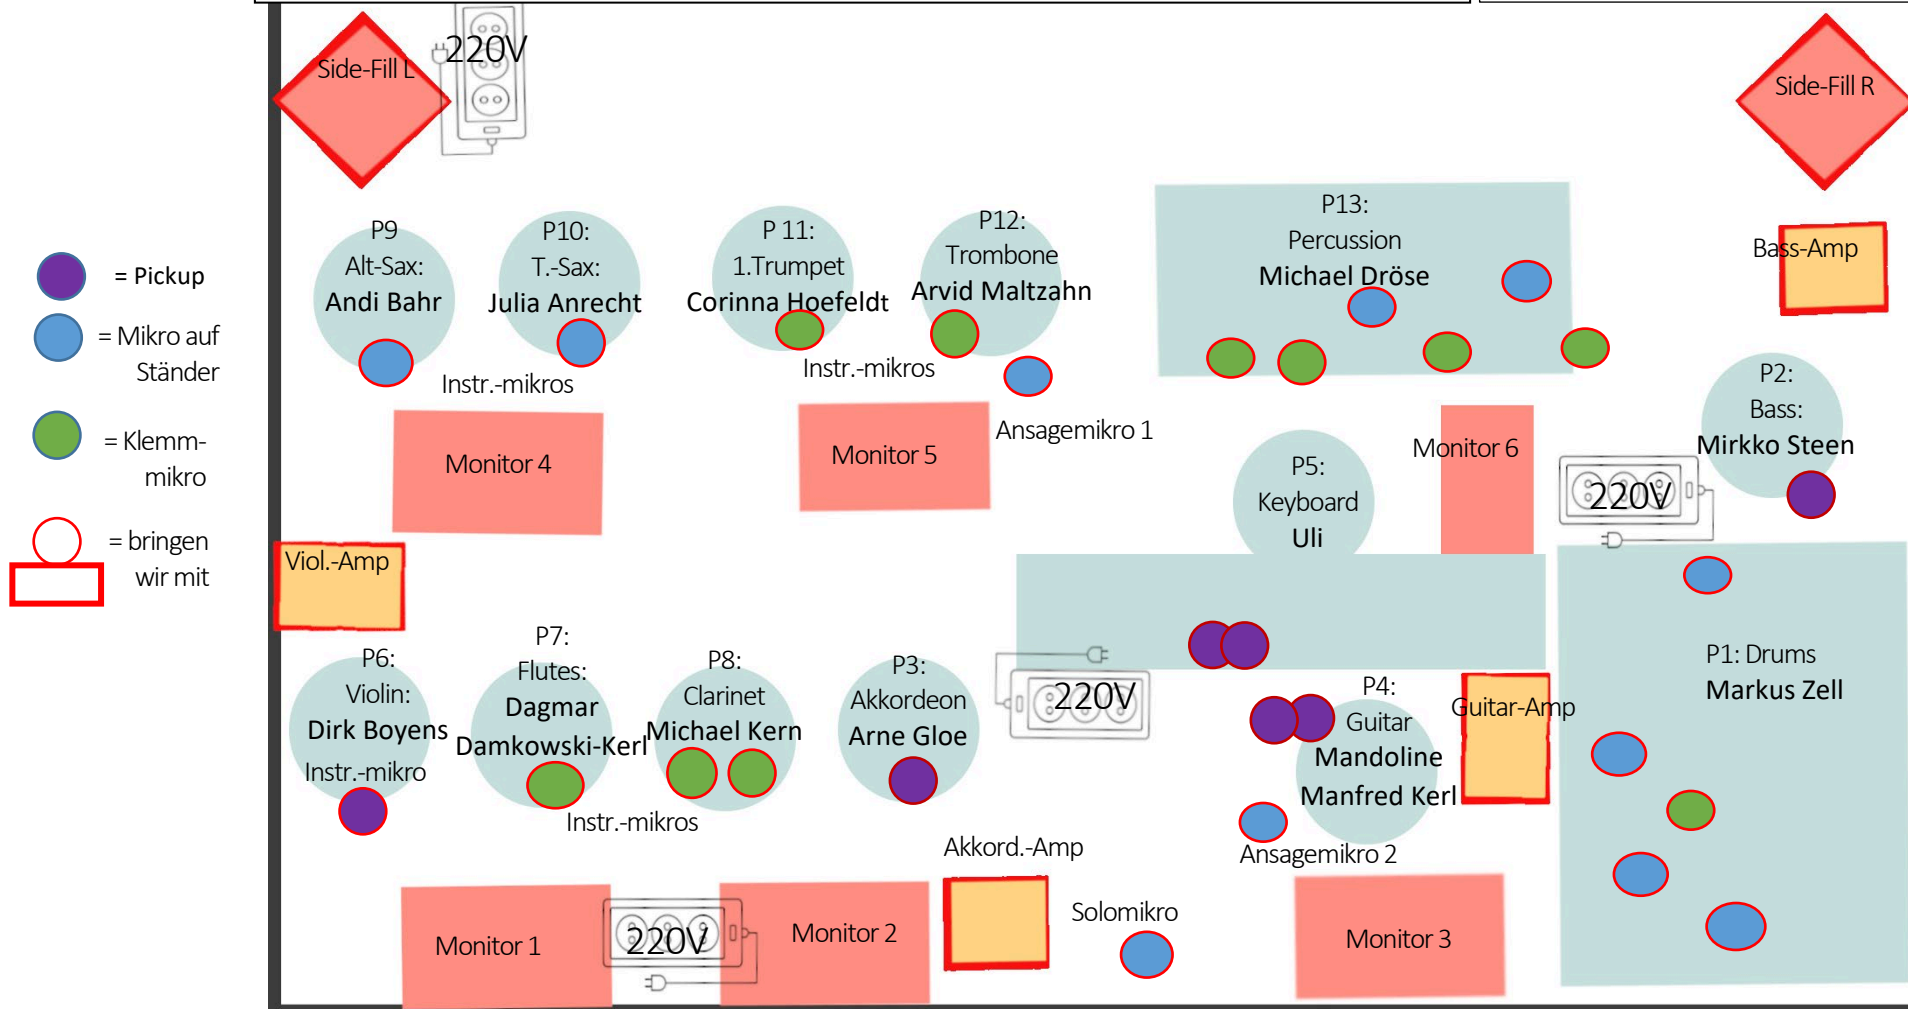 Side-Fill L
220V
Side-Fill R
= Pickup
= Mikro auf
Ständer
= Klemm-
mikro
= bringen
wir mit
P9
Alt-Sax:
Andi Bahr
P10:
T.-Sax:
Julia Anrecht
Instr.-mikros
P 11:
1.Trumpet
Corinna Hoefeldt
Instr.-mikros
P12:
Trombone
Arvid Maltzahn
Ansagemikro 1
P13:
Percussion
Michael Dröse
Bass-Amp
P2:
Bass:
Mirkko Steen
Monitor 4
Monitor 5
P5:
Keyboard
Uli
Monitor 6
220V
Viol.-Amp
P6:
Violin:
Dirk Boyens
Instr.-mikro
P7:
Flutes:
Dagmar
Damkowski-Kerl
P8:
Clarinet
Michael Kern
Instr.-mikros
P3:
Akkordeon
Arne Gloe
220V
P4:
Guitar
Mandoline
Manfred Kerl
Guitar-Amp
P1: Drums
Markus Zell
Ansagemikro 2
Akkord.-Amp
Solomikro
Monitor 1
220V
Monitor 2
Monitor 3